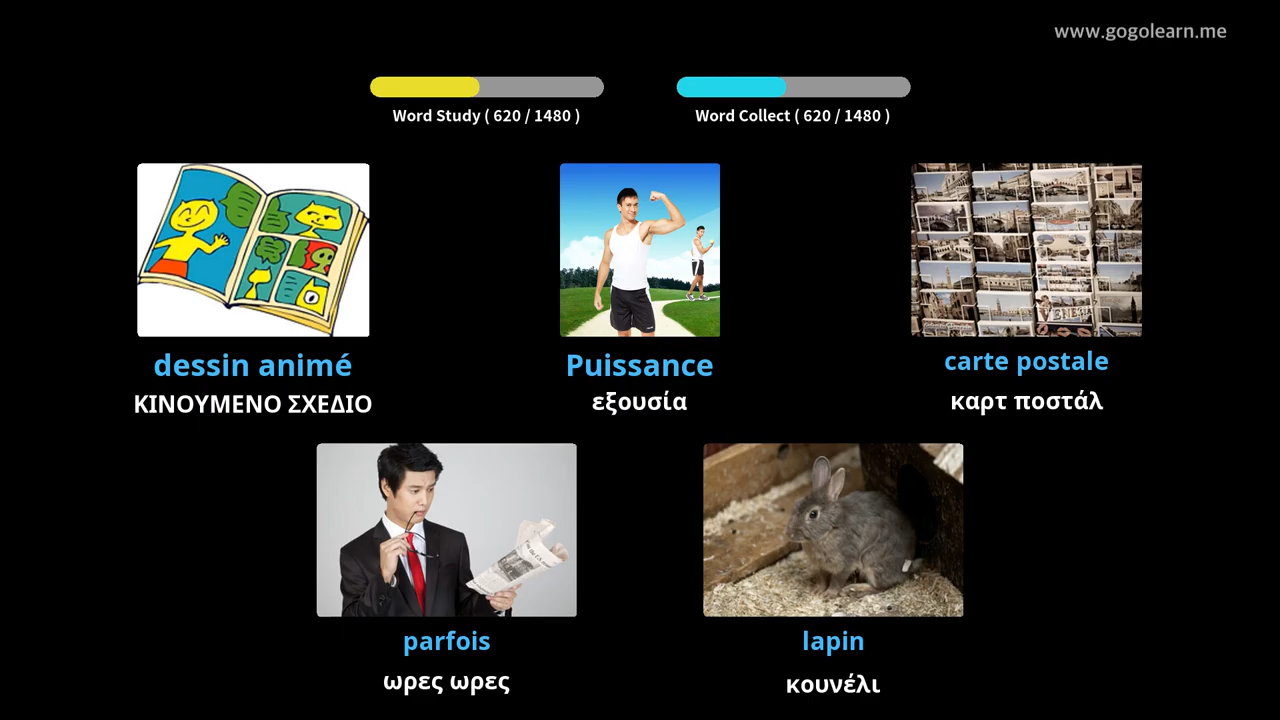 www.gogolearn.me
Word Study ( 620 / 1480 )
Word Collect ( 620 / 1480 )
dessin animé
ΚΙΝΟΥΜΕΝΟ ΣΧΕΔΙΟ
Puissance
εξουσία
carte postale
καρτ ποστάλ
parfois
ωρες ωρες
lapin
κουνέλι